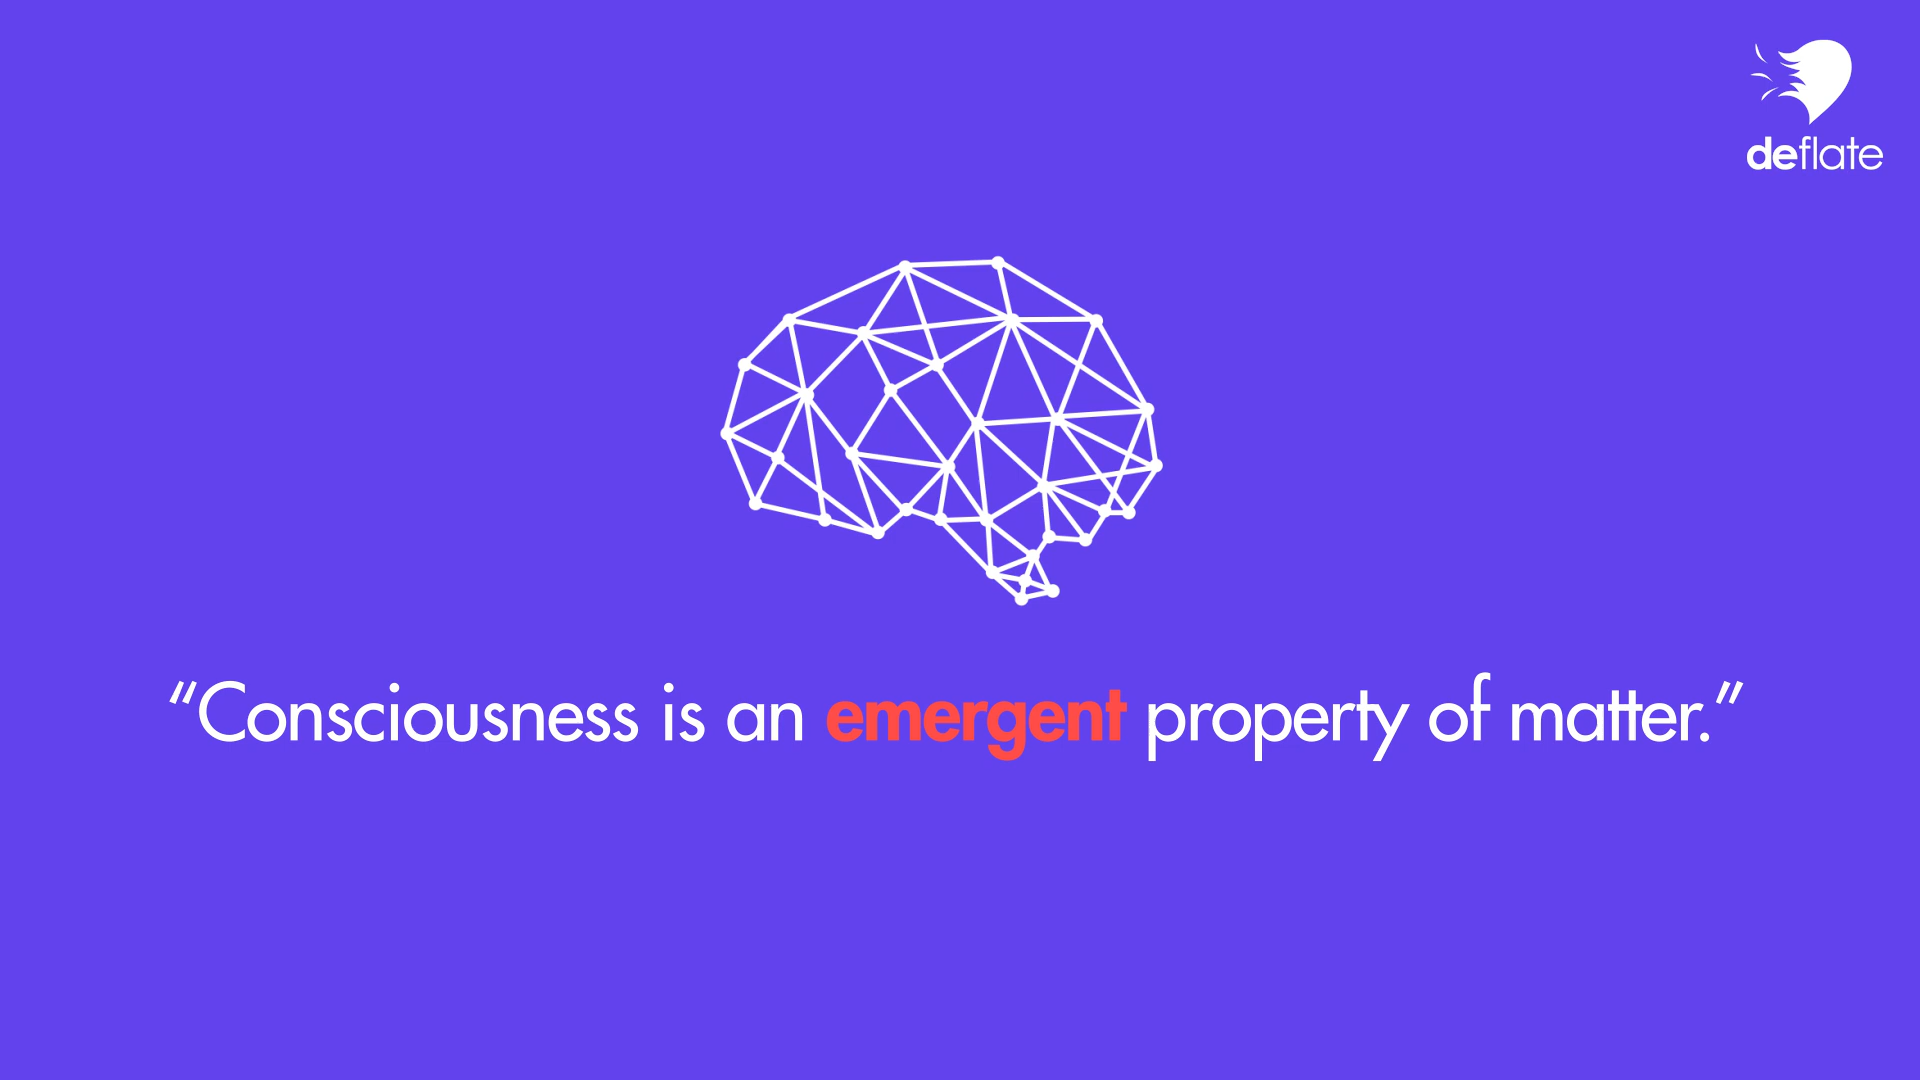 deflate
“Consciousness is an emergent property of matter.”